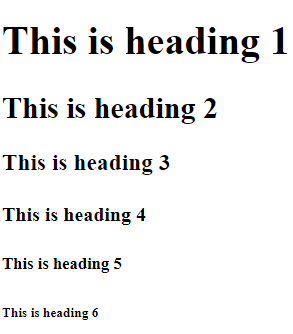 This is heading 1
This is heading 2
This is heading 3
This is heading 4
This is heading 5
This is heading 6